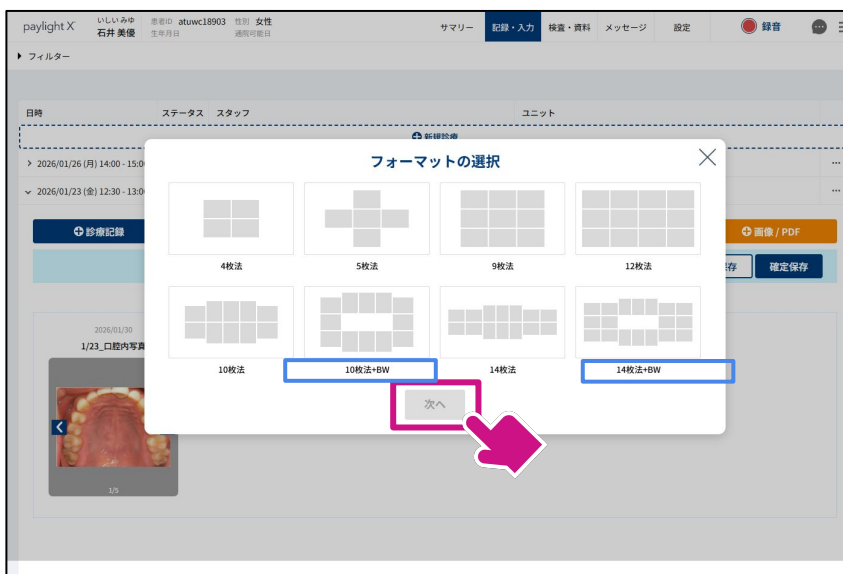 paylight X
いしい みゆ
石井 美優
患者ID atuwc18903 性別 女性
生年月日 通院可能日
サマリー 記録・入力 検査・資料 メッセージ 設定 録音
フィルター
日時 ステータス スタッフ ユニット
新規診療
2026/01/26 (月) 14:00 - 15:0
2026/01/23 (金) 12:30 - 13:0
フォーマットの選択
4枚法 5枚法 9枚法 12枚法
10枚法 10枚法+BW 14枚法 14枚法+BW
次へ
診療記録
画像 / PDF
保存 確定保存
2026/01/30
1/23_口腔内写真
1/5